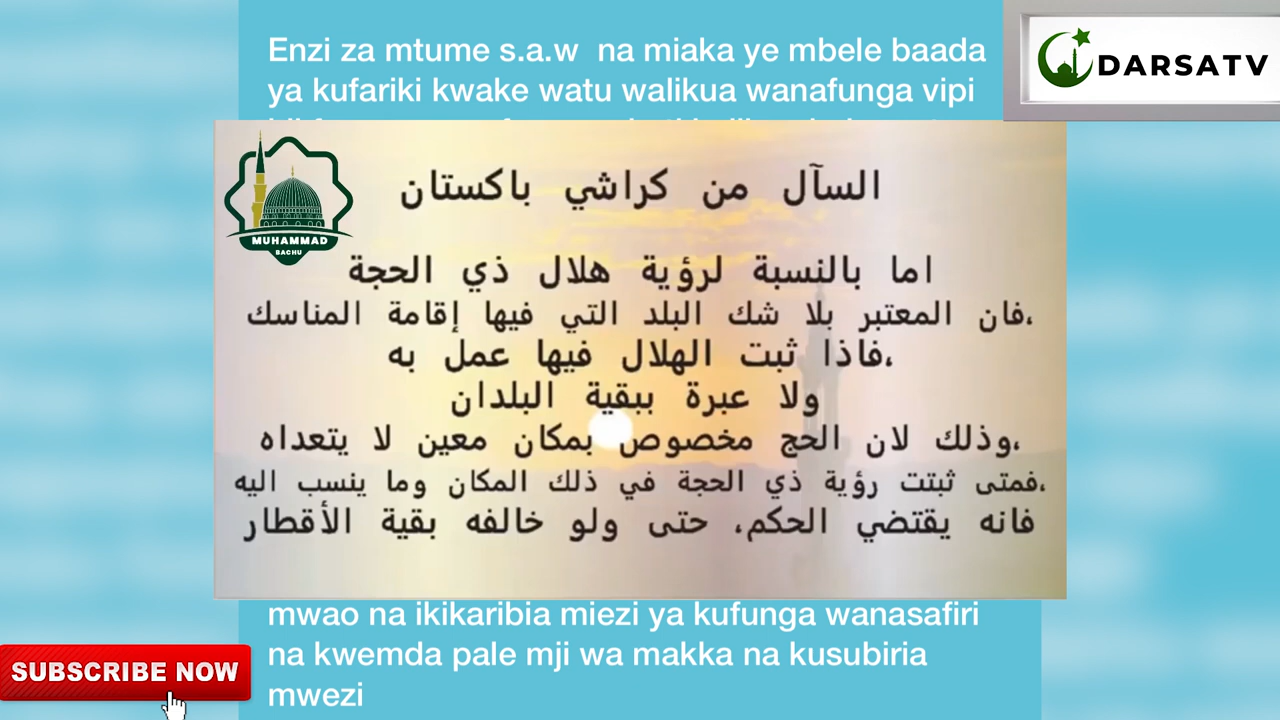 Enzi za mtume s.a.w na miaka ye mbele baada
ya kufariki kwake watu walikua wanafunga vipi
DARSATV
MUHAMMAD
BACHU
السآل من كراشي باكستان
اما بالنسبة لرؤية هلال ذي الحجة
فان المعتبر بلا شك البلد التي فيها إقامة المناسك،
فاذا ثبت الهلال فيها عمل به،
ولا عبرة ببقية البلدان
وذلك لان الحج مخصوص بمكان معين لا يتعداه،
فمتى ثبتت رؤية ذي الحجة في ذلك المكان وما ينسب اليه،
فانه يقتضي الحكم، حتى ولو خالفه بقية الأقطار
mwao na ikikaribia miezi ya kufunga wanasafiri
na kwemda pale mji wa makka na kusubiria
mwezi
SUBSCRIBE NOW